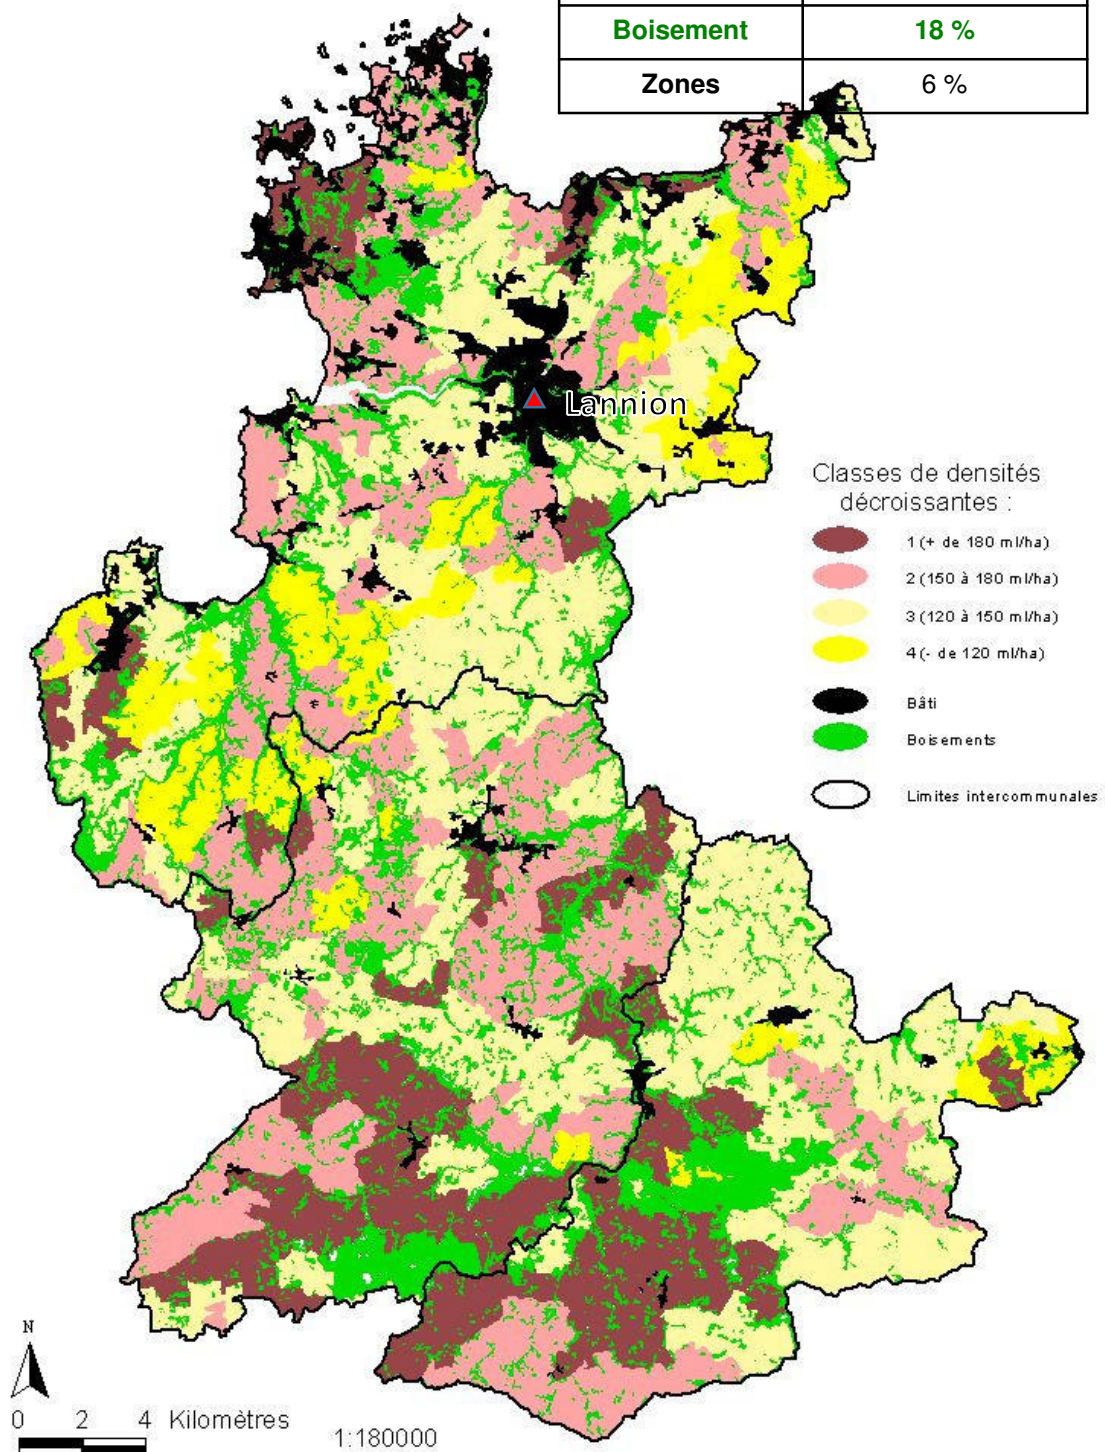 Boisement 18 %
Zones 6 %
Lannion
Classes de densités
décroissantes :
1 (+ de 180 ml/ha)
2 (150 à 180 ml/ha)
3 (120 à 150 ml/ha)
4 (- de 120 ml/ha)
Bâti
Boisements
Limites intercommunales
N
0 2 4 Kilomètres
1:180000